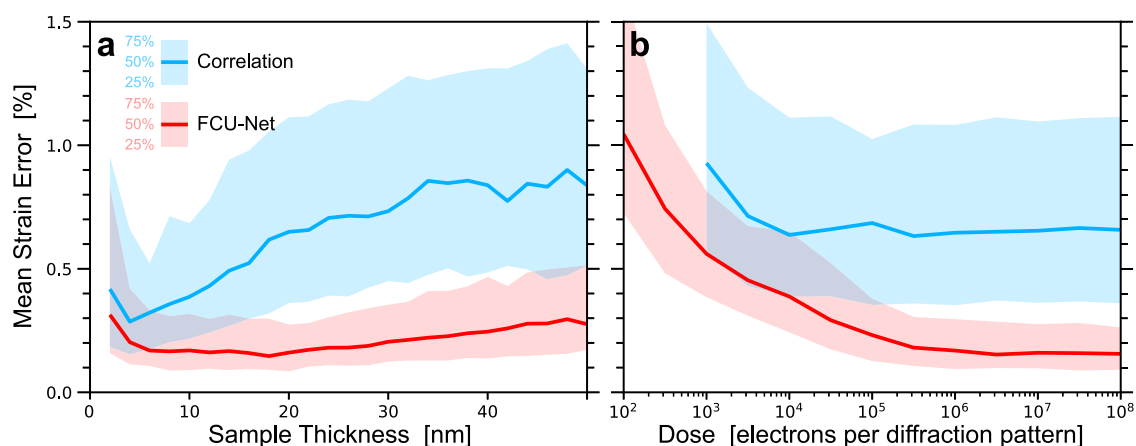 1.5
1.0
0.5
0.0
Mean Strain Error [%]
a
75%
50%
25%
Correlation
75%
50%
25%
FCU-Net
0 10 20 30 40
Sample Thickness [nm]
b
10² 10³ 10⁴ 10⁵ 10⁶ 10⁷ 10⁸
Dose [electrons per diffraction pattern]